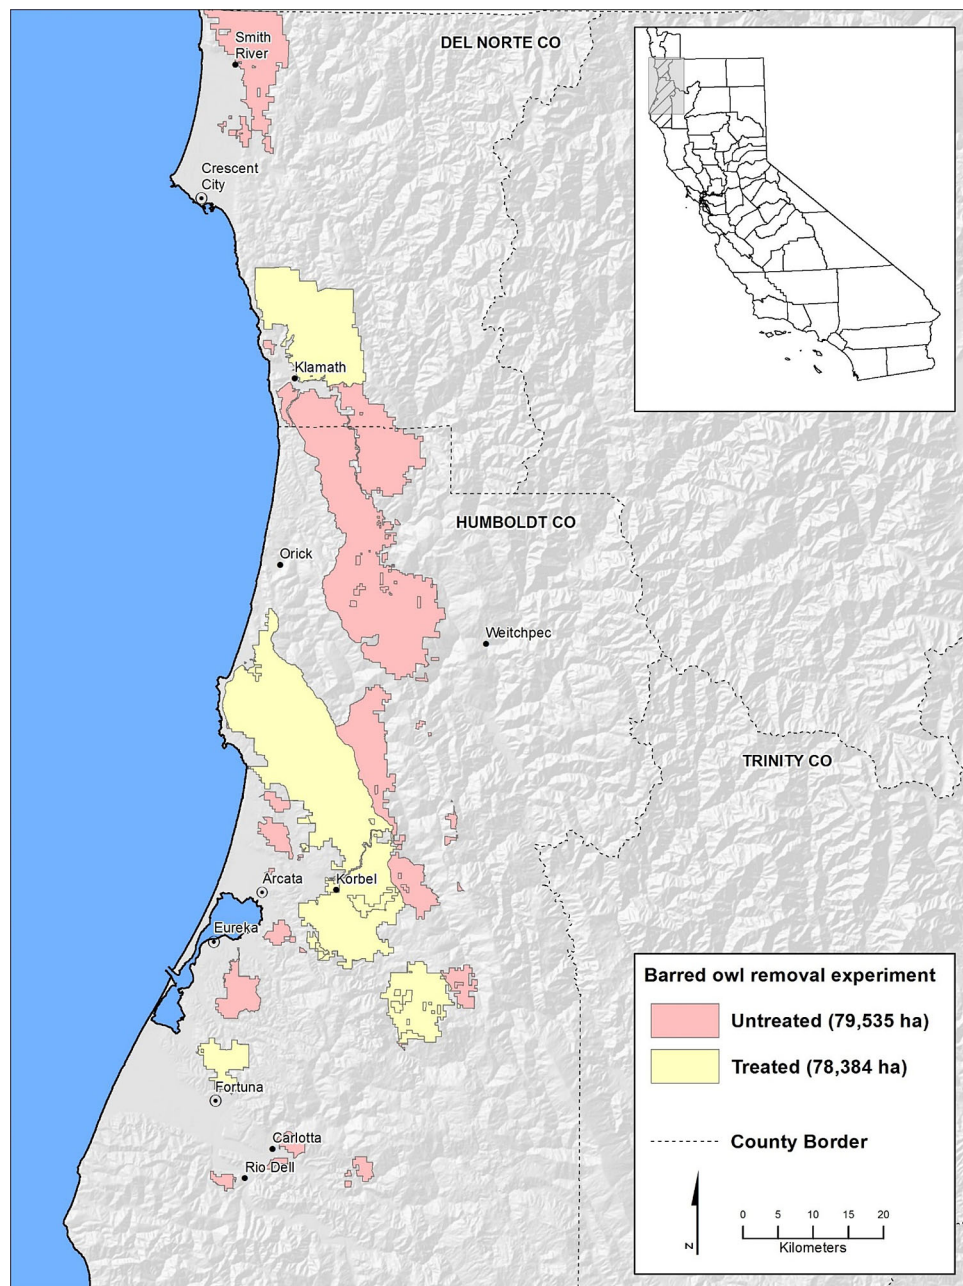 Smith
River
DEL NORTE CO
Crescent
City
Klamath
HUMBOLDT CO
Orick
Weitchpec
TRINITY CO
Arcata
Korbel
Eureka
Fortuna
Carlotta
Rio Dell
Barred owl removal experiment
Untreated (79,535 ha)
Treated (78,384 ha)
County Border
N
0 5 10 15 20
Kilometers